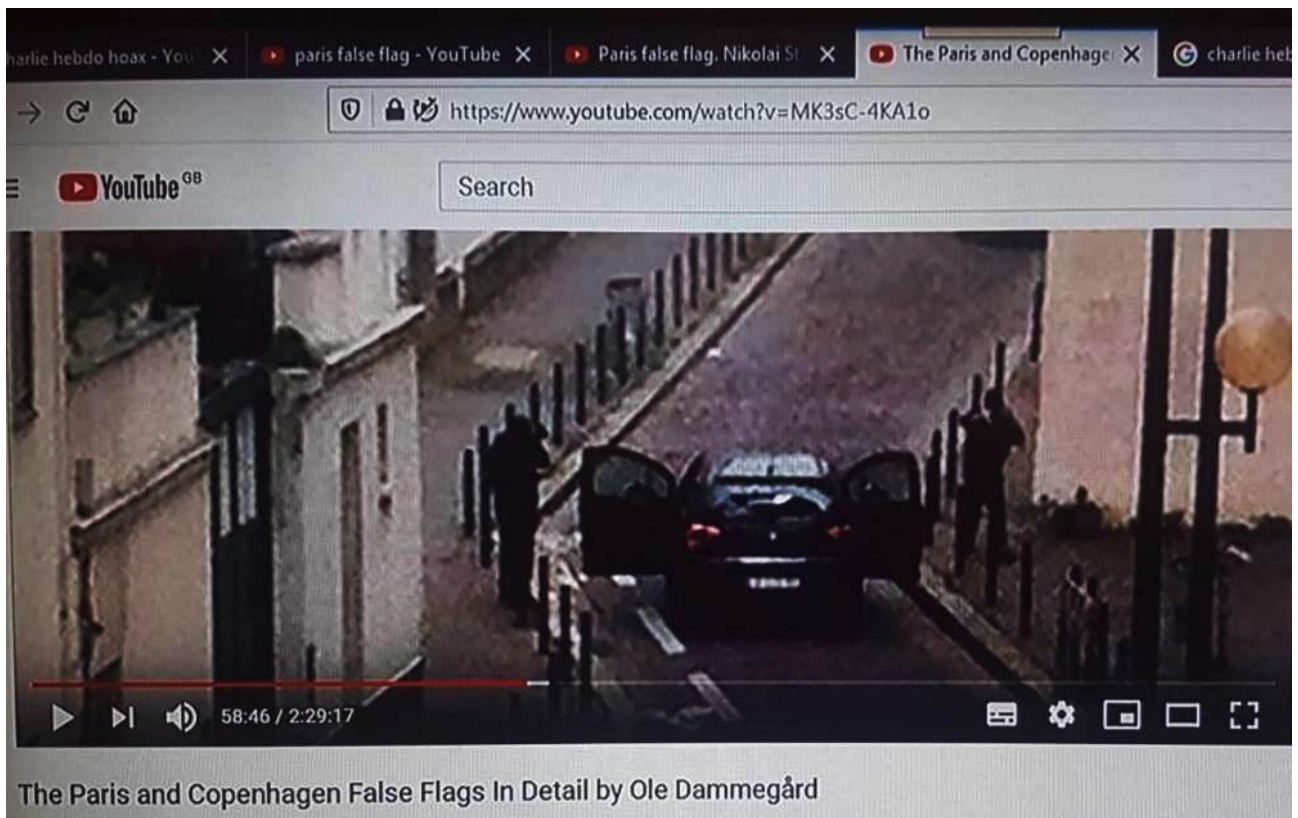 harlie hebdo hoax - You
paris false flag - YouTube
Paris false flag. Nikolai St
The Paris and Copenhage
charlie heb
https://www.youtube.com/watch?v=MK3sC-4KA1o
YouTube GB
Search
58:46 / 2:29:17
The Paris and Copenhagen False Flags In Detail by Ole Dammegård